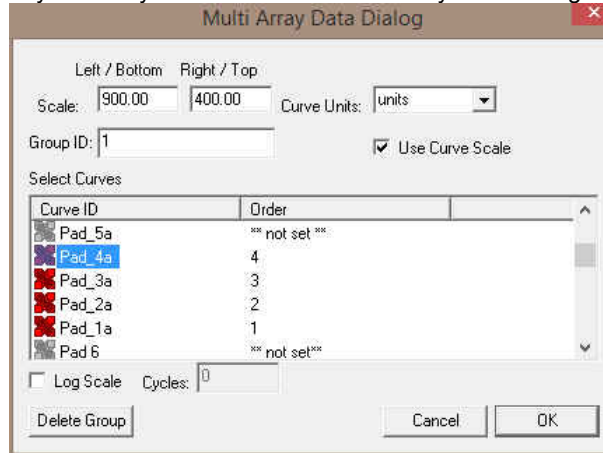 Multi Array Data Dialog
Left / Bottom Right / Top
Scale: 900.00 400.00 Curve Units: units
Group ID: 1 Use Curve Scale
Select Curves
Curve ID Order
Pad_5a ** not set **
Pad_4a 4
Pad_3a 3
Pad_2a 2
Pad_1a 1
Pad 6 ** not set**
Log Scale Cycles: 0
Delete Group Cancel OK